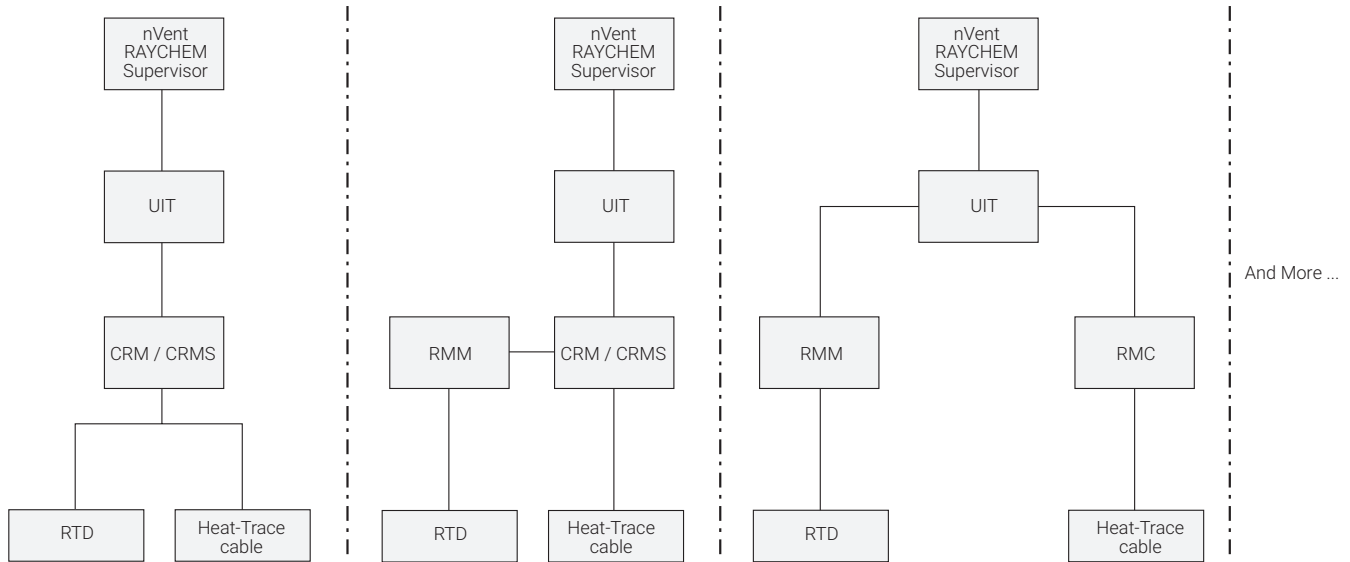 nVent
RAYCHEM
Supervisor
UIT
CRM / CRMS
RTD
Heat-Trace
cable
nVent
RAYCHEM
Supervisor
UIT
RMM
CRM / CRMS
RTD
Heat-Trace
cable
nVent
RAYCHEM
Supervisor
UIT
RMM
RMC
RTD
Heat-Trace
cable
And More ...